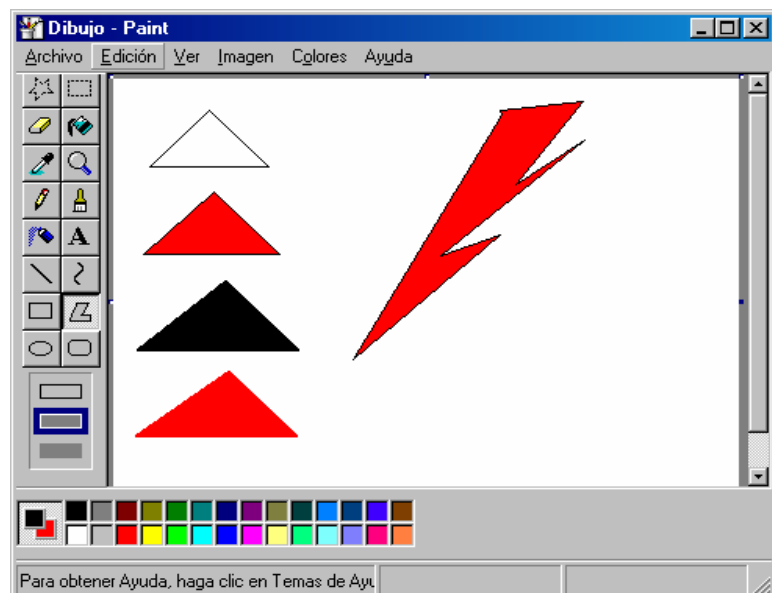 Dibujo - Paint
Archivo Edición Ver Imagen Colores Ayuda
A
Para obtener Ayuda, haga clic en Temas de Ayu